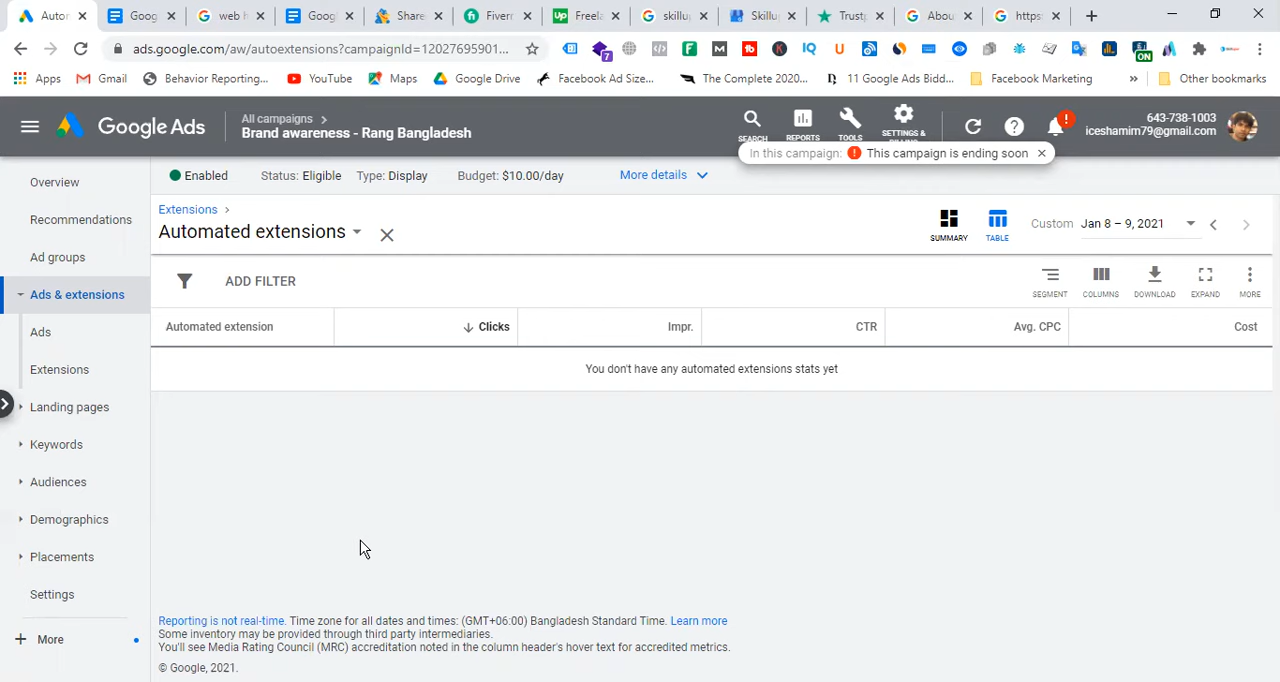 Autor
Goog
web h
Goog
Share
Fiverr
Freela
skillu
Skillu
Trustp
Abou
https:
ads.google.com/aw/autoextensions?campaignId=12027695901...
Apps
Gmail
Behavior Reporting...
YouTube
Maps
Google Drive
Facebook Ad Size...
The Complete 2020...
11 Google Ads Bidd...
Facebook Marketing
Other bookmarks
Google Ads
All campaigns
Brand awareness - Rang Bangladesh
SEARCH
REPORTS
TOOLS
SETTINGS &
643-738-1003
iceshamim79@gmail.com
In this campaign: This campaign is ending soon
Overview
Recommendations
Ad groups
Ads & extensions
Ads
Extensions
Landing pages
Keywords
Audiences
Demographics
Placements
Settings
More
Enabled
Status: Eligible
Type: Display
Budget: $10.00/day
More details
Extensions
Automated extensions
SUMMARY
TABLE
Custom Jan 8 – 9, 2021
ADD FILTER
SEGMENT
COLUMNS
DOWNLOAD
EXPAND
MORE
Automated extension
Clicks
Impr.
CTR
Avg. CPC
Cost
You don't have any automated extensions stats yet
Reporting is not real-time. Time zone for all dates and times: (GMT+06:00) Bangladesh Standard Time. Learn more
Some inventory may be provided through third party intermediaries.
You'll see Media Rating Council (MRC) accreditation noted in the column header's hover text for accredited metrics.
© Google, 2021.